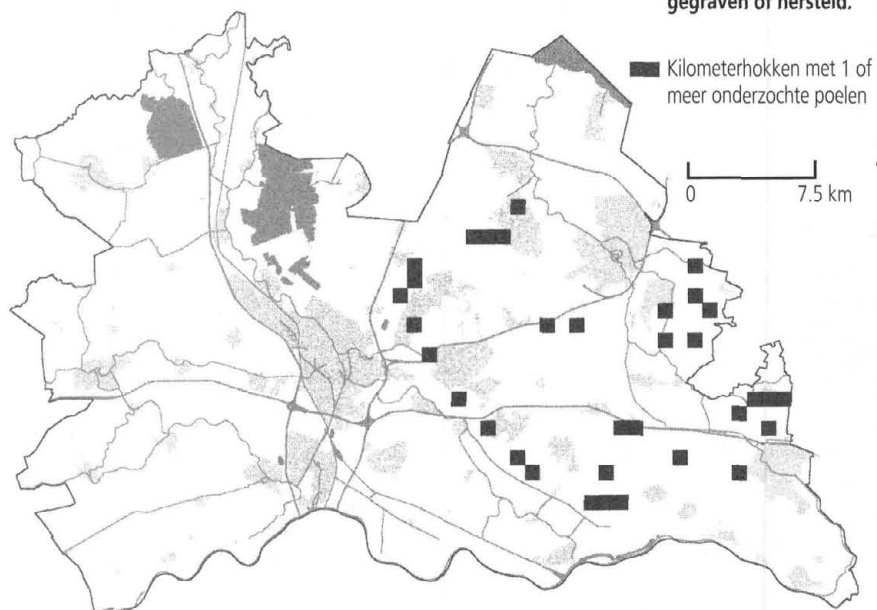 gegraven of hersteld.
Kilometerhokken met 1 of
meer onderzochte poelen
0 7.5 km